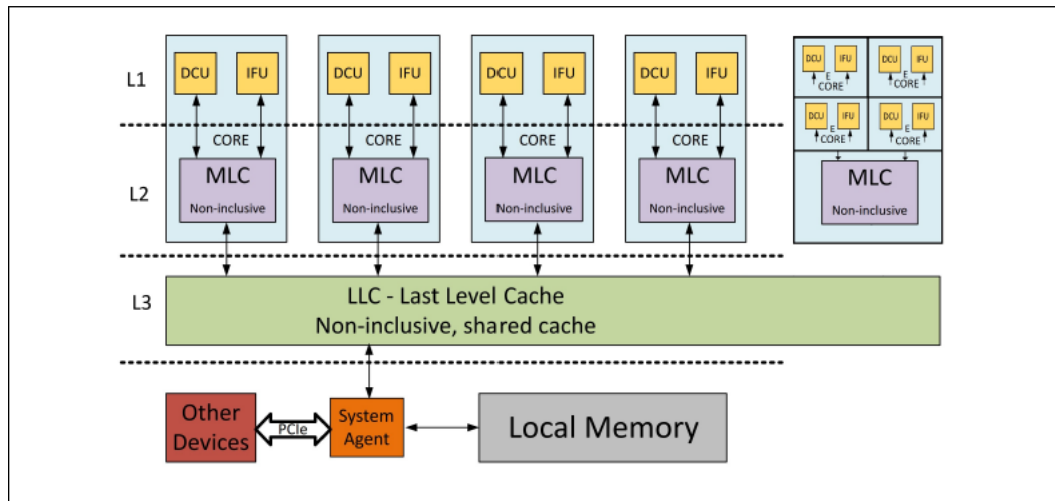 L1
DCU
IFU
DCU
IFU
DCU
IFU
DCU
IFU
DCU
IFU
E
CORE
DCU
IFU
E
CORE
DCU
IFU
E
CORE
DCU
IFU
E
CORE
CORE
CORE
CORE
CORE
L2
MLC
Non-inclusive
MLC
Non-inclusive
MLC
Non-inclusive
MLC
Non-inclusive
MLC
Non-inclusive
L3
LLC - Last Level Cache
Non-inclusive, shared cache
Other
Devices
PCIe
System
Agent
Local Memory